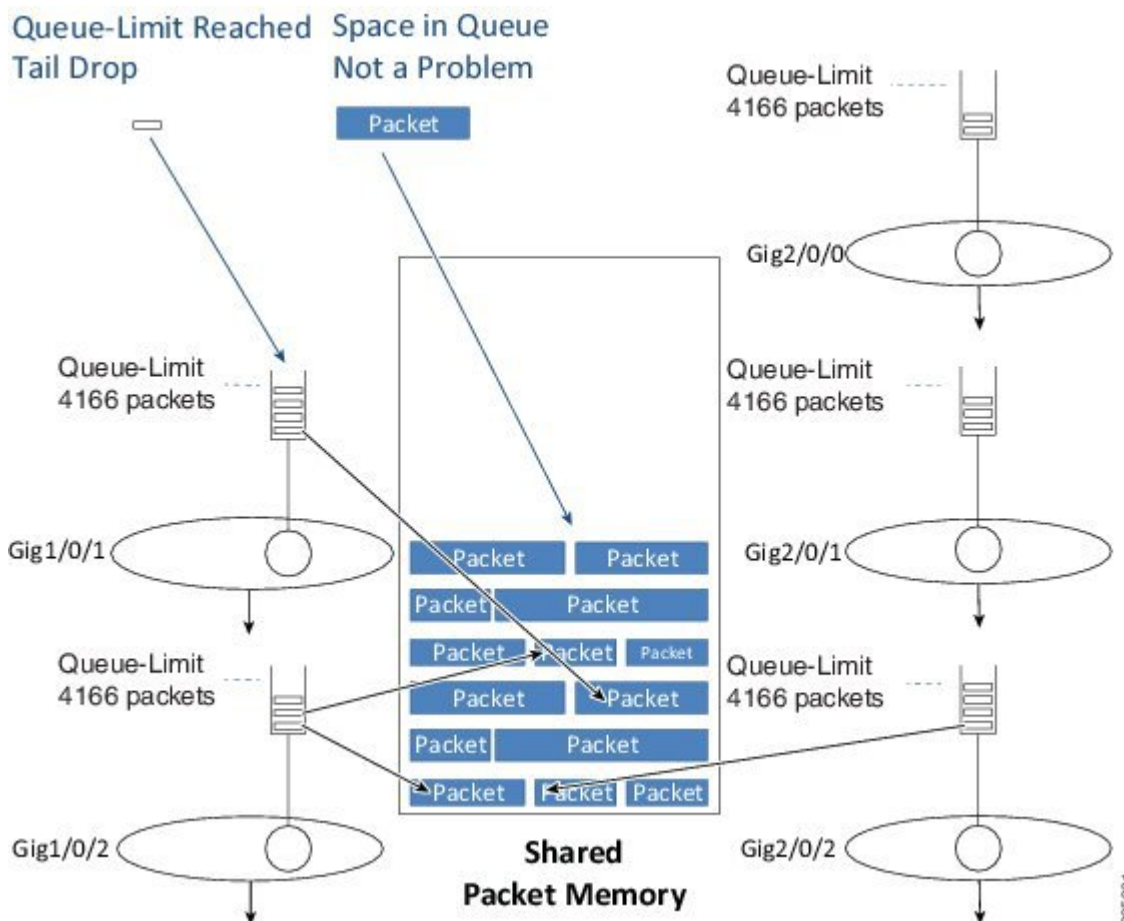 Queue-Limit Reached
Tail Drop
Space in Queue
Not a Problem
Packet
Queue-Limit
4166 packets
Gig2/0/0
Queue-Limit
4166 packets
Gig1/0/1
Queue-Limit
4166 packets
Gig2/0/1
Packet Packet
Packet Packet
Packet Packet Packet
Packet Packet
Packet Packet
Packet Packet Packet
Queue-Limit
4166 packets
Gig1/0/2
Queue-Limit
4166 packets
Gig2/0/2
Shared
Packet Memory